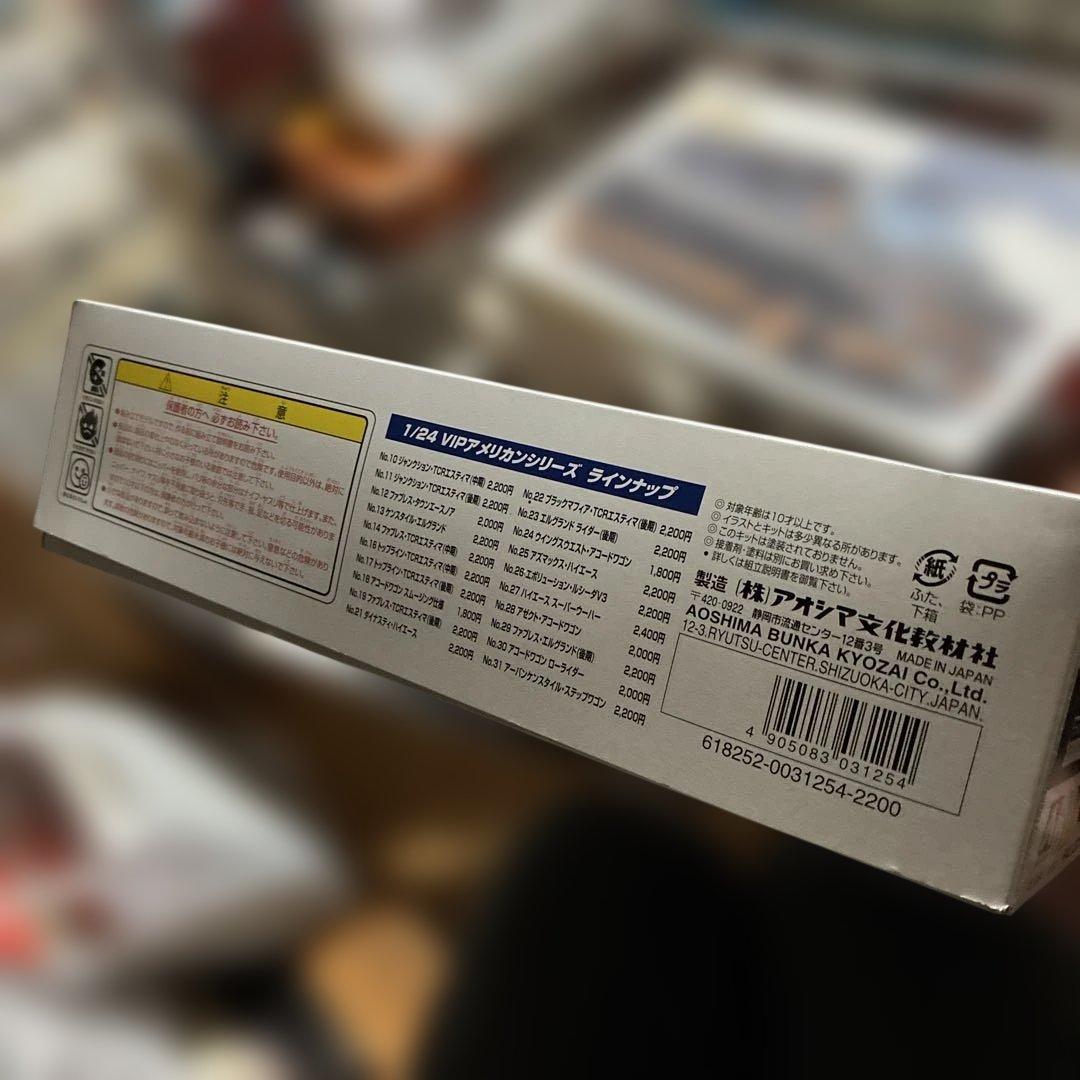 注意
保護者の方へ 必ずお読み下さい。
1/24 VIPアメリカンシリーズ ラインナップ
No.10 ジャンクション・TCRエスティマ(中期) 2,200円
No.11 ジャンクション・TCRエスティマ(後期) 2,200円
No.12 ファブレス・タウンエースノア 2,000円
No.13 ケンスタイル・エルグランド 2,200円
No.14 ファブレス・TCRエスティマ(中期) 2,200円
No.16 トップライン・TCRエスティマ(中期) 2,200円
No.17 トップライン・TCRエスティマ(後期) 2,200円
No.18 アコードワゴン スムージング仕様 1,800円
No.19 ファブレス・TCRエスティマ(後期) 2,200円
No.21 ダイナスティ・ハイエース 2,200円
No.22 ブラックマフィア・TCRエスティマ(後期) 2,200円
No.23 エルグランド ライダー(後期) 2,200円
No.24 ウイングスウエスト・アコードワゴン 1,800円
No.25 アズマックス・ハイエース 2,200円
No.26 エボリューション・ルシーダV3 2,200円
No.27 ハイエース スーパーウーハー 2,400円
No.28 アゼクト・アコードワゴン 2,000円
No.29 ファブレス・エルグランド(後期) 2,200円
No.30 アコードワゴン ローライダー 2,000円
No.31 アーバンケンスタイル・ステップワゴン 2,200円
◎対象年齢は10才以上です。
◎イラストとキットは多少異なる所があります。
◎このキットは塗装されておりません。
◎接着剤・塗料は別にお買い求め下さい。
• 詳しくは組立説明書を御覧下さい。
紙
ふた、
下箱
プラ
袋:PP
製造 (株)アオシマ文化教材社
〒420-0922 静岡市流通センター12番3号 MADE IN JAPAN
AOSHIMA BUNKA KYOZAI Co.,Ltd.
12-3.RYUTSU-CENTER.SHIZUOKA-CITY.JAPAN.
4 905083 031254
618252-0031254-2200